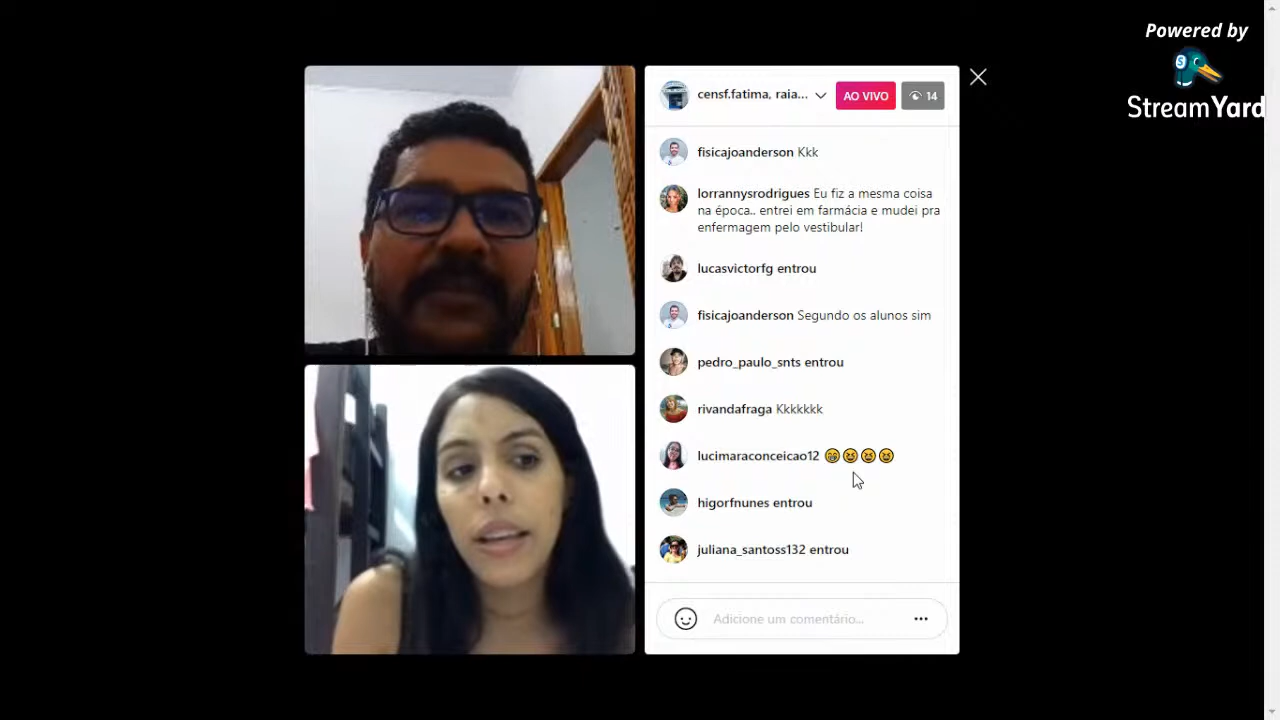 Powered by
StreamYard
censf.fatima, raia...
AO VIVO
14
fisicajoanderson Kkk
lorrannysrodrigues Eu fiz a mesma coisa
na época.. entrei em farmácia e mudei pra
enfermagem pelo vestibular!
lucasvictorfg entrou
fisicajoanderson Segundo os alunos sim
pedro_paulo_snts entrou
rivandafraga Kkkkkkk
lucimaraconceicao12 😁😆😆😆
higorfnunes entrou
juliana_santoss132 entrou
Adicione um comentário...